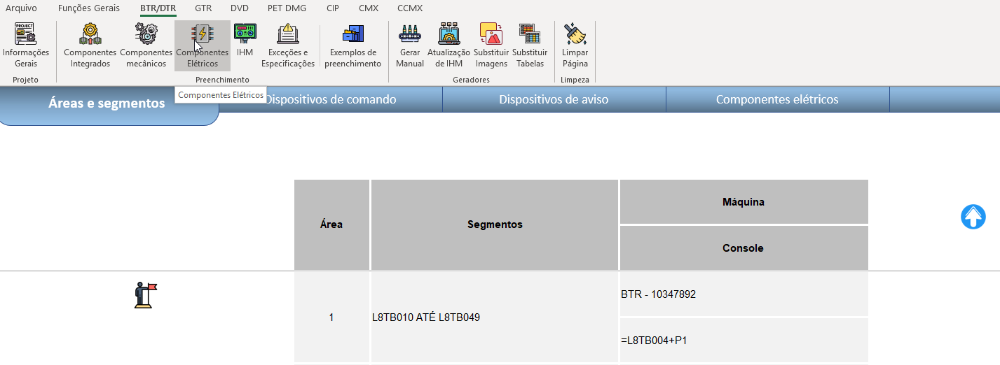 Arquivo Funções Gerais BTR/DTR GTR DVD PET DMG CIP CMX CCMX
PROJECT
Informações Gerais
Componentes Integrados
Componentes mecânicos
Componentes Elétricos
IHM
Exceções e Especificações
Exemplos de preenchimento
Gerar Manual
Atualização de IHM
Substituir Imagens
Substituir Tabelas
Limpar Página
Projeto Preenchimento Geradores Limpeza
Componentes Elétricos
Áreas e segmentos Dispositivos de comando Dispositivos de aviso Componentes elétricos
Área Segmentos Máquina
Console
1 L8TB010 ATÉ L8TB049 BTR - 10347892
=L8TB004+P1